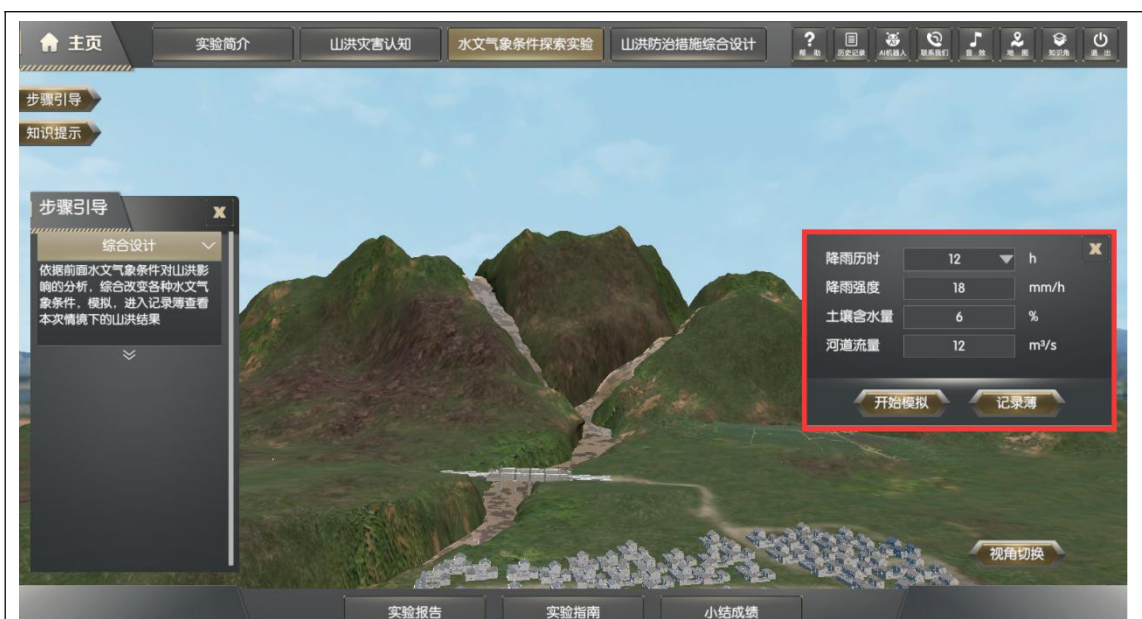 主页
实验简介
山洪灾害认知
水文气象条件探索实验
山洪防治措施综合设计
?
帮 助
历史记录
AI机器人
联系我们
音 效
地 图
知识角
退 出
步骤引导
知识提示
步骤引导
X
综合设计
依据前面水文气象条件对山洪影
响的分析，综合改变各种水文气
象条件，模拟，进入记录薄查看
本次情境下的山洪结果
X
降雨历时 12 h
降雨强度 18 mm/h
土壤含水量 6 %
河道流量 12 m³/s
开始模拟
记录薄
视角切换
实验报告
实验指南
小结成绩